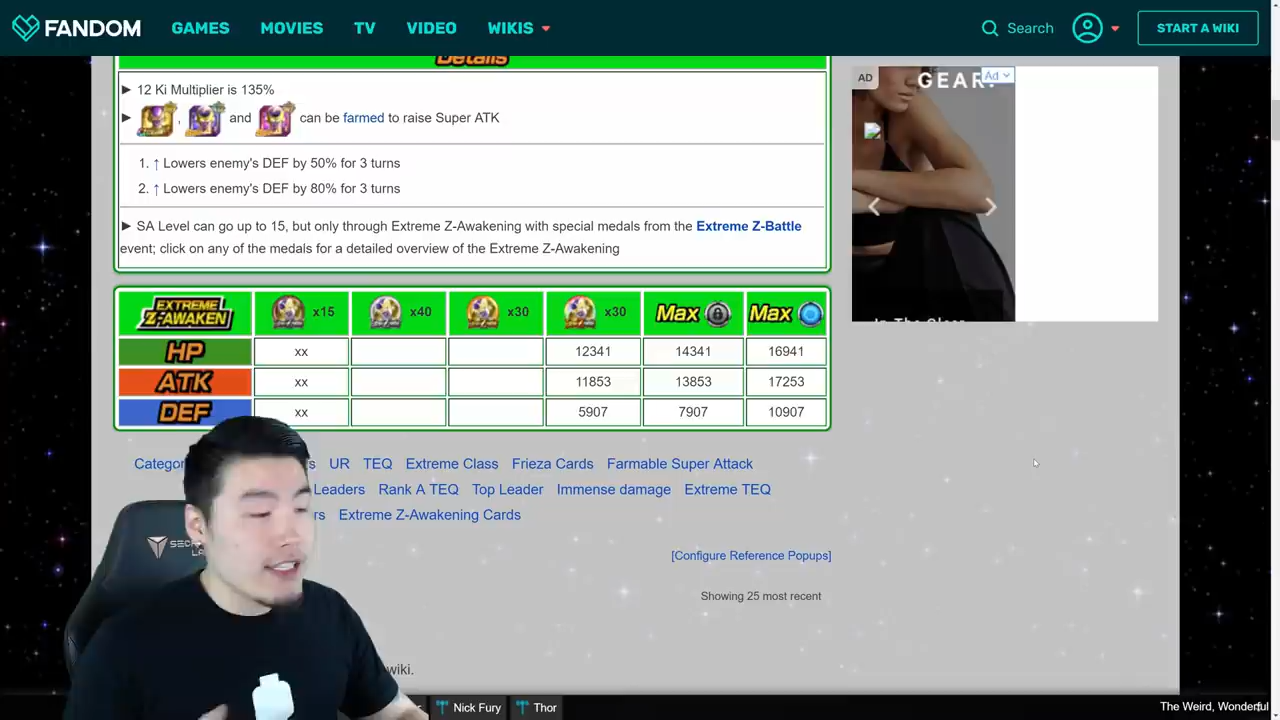 FANDOM GAMES MOVIES TV VIDEO WIKIS Search START A WIKI
Details
► 12 Ki Multiplier is 135%
► , and can be farmed to raise Super ATK
1. ↑ Lowers enemy's DEF by 50% for 3 turns
2. ↑ Lowers enemy's DEF by 80% for 3 turns
► SA Level can go up to 15, but only through Extreme Z-Awakening with special medals from the Extreme Z-Battle
event; click on any of the medals for a detailed overview of the Extreme Z-Awakening
AD
GEAR.
Ad
EXTREME Z-AWAKEN x15 x40 x30 x30 Max Max
HP xx 12341 14341 16941
ATK xx 11853 13853 17253
DEF xx 5907 7907 10907
UR TEQ Extreme Class Frieza Cards Farmable Super Attack
Leaders Rank A TEQ Top Leader Immense damage Extreme TEQ
Extreme Z-Awakening Cards
[Configure Reference Popups]
Showing 25 most recent
wiki.
Nick Fury Thor
The Weird, Wonderful